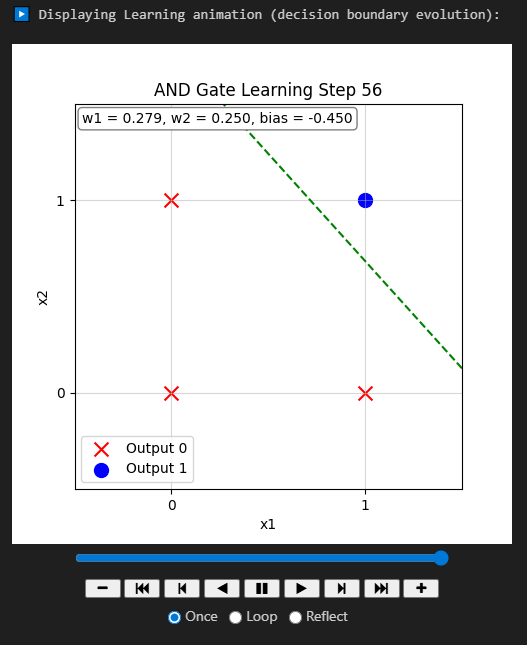 Displaying Learning animation (decision boundary evolution):
AND Gate Learning Step 56
w1 = 0.279, w2 = 0.250, bias = -0.450
1
x2
0
Output 0
Output 1
0 1
x1
Once Loop Reflect